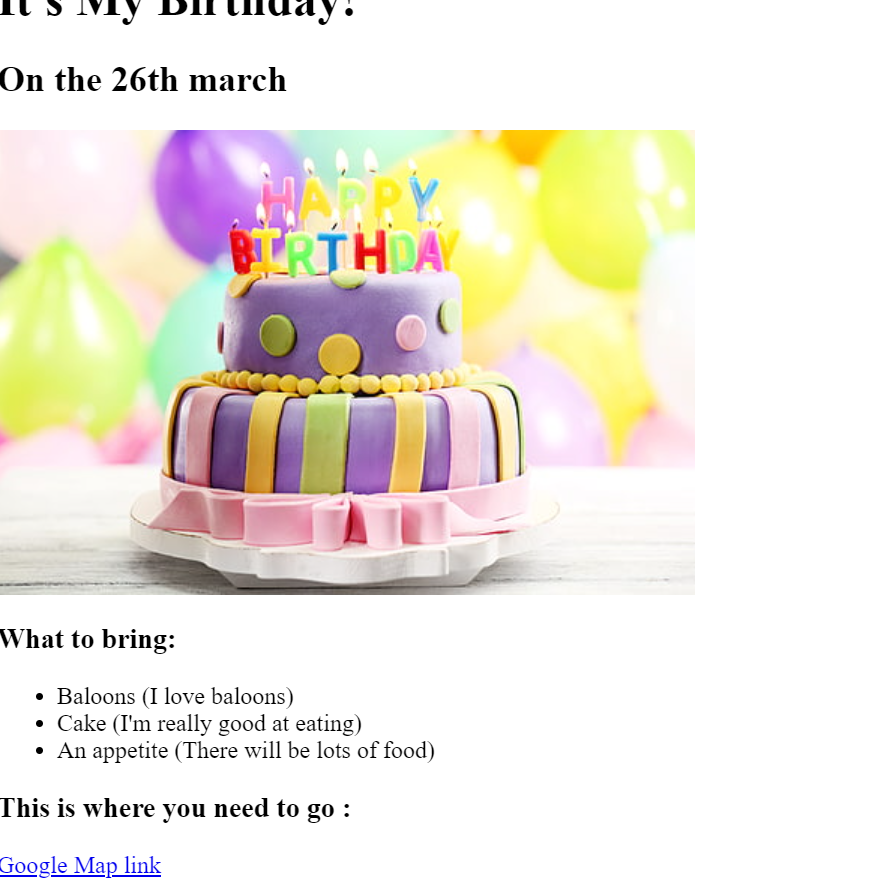 It's My Birthday!
On the 26th march
HAPPY
BIRTHDAY
What to bring:
Baloons (I love baloons)
Cake (I'm really good at eating)
An appetite (There will be lots of food)
This is where you need to go :
Google Map link